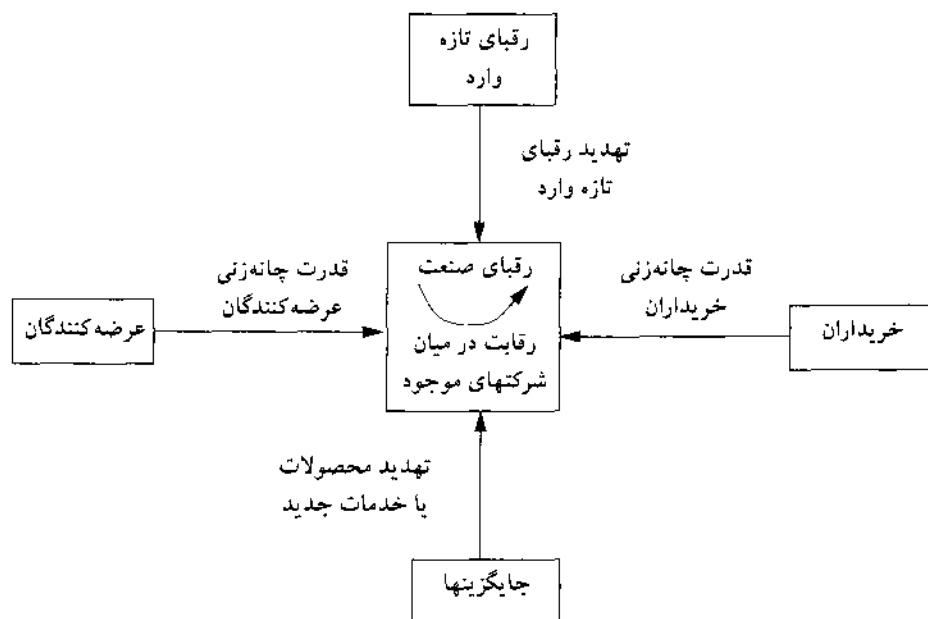 رقبای تازه
وارد
تهدید رقبای
تازه وارد
رقبای صنعت
رقابت در میان
شرکتهای موجود
قدرت چانه‌زنی
خریداران
خریداران
قدرت چانه‌زنی
عرضه‌کنندگان
عرضه‌کنندگان
تهدید محصولات
یا خدمات جدید
جایگزینها